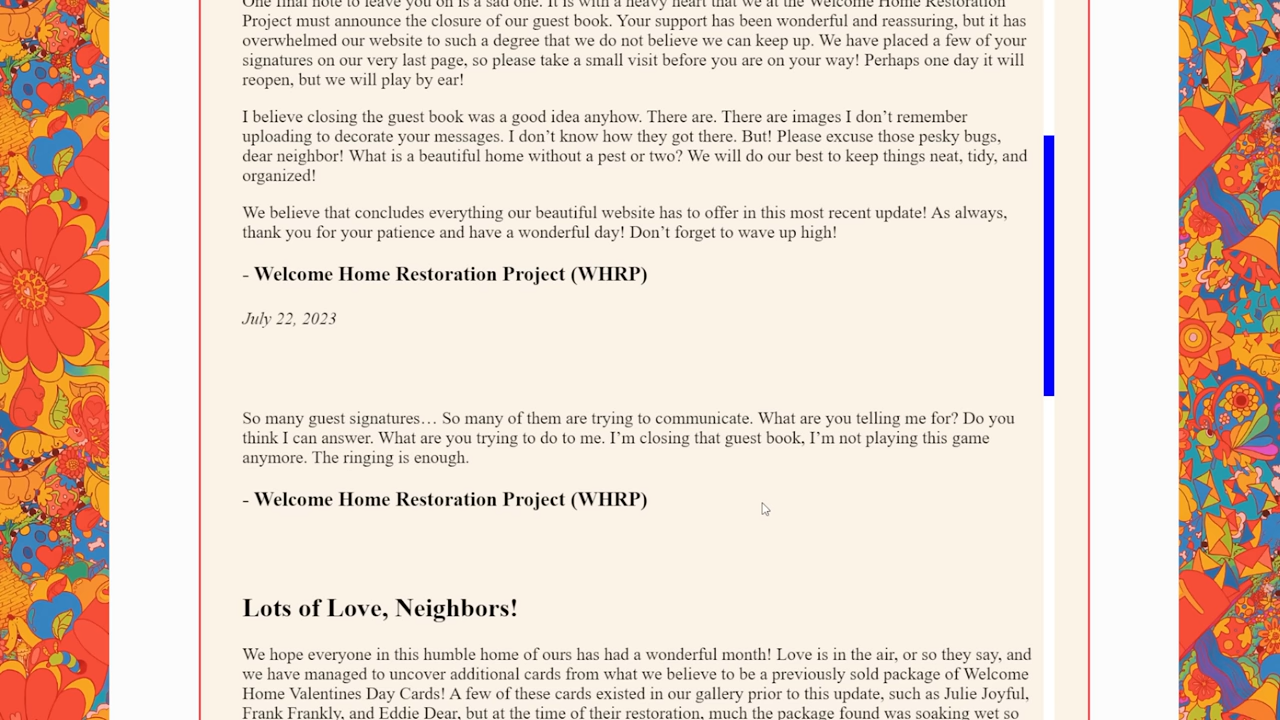 One final note to leave you on is a sad one. It is with a heavy heart that we at the Welcome Home Restoration
Project must announce the closure of our guest book. Your support has been wonderful and reassuring, but it has
overwhelmed our website to such a degree that we do not believe we can keep up. We have placed a few of your
signatures on our very last page, so please take a small visit before you are on your way! Perhaps one day it will
reopen, but we will play by ear!
I believe closing the guest book was a good idea anyhow. There are. There are images I don’t remember
uploading to decorate your messages. I don’t know how they got there. But! Please excuse those pesky bugs,
dear neighbor! What is a beautiful home without a pest or two? We will do our best to keep things neat, tidy, and
organized!
We believe that concludes everything our beautiful website has to offer in this most recent update! As always,
thank you for your patience and have a wonderful day! Don’t forget to wave up high!
- Welcome Home Restoration Project (WHRP)
July 22, 2023
So many guest signatures… So many of them are trying to communicate. What are you telling me for? Do you
think I can answer. What are you trying to do to me. I’m closing that guest book, I’m not playing this game
anymore. The ringing is enough.
- Welcome Home Restoration Project (WHRP)
Lots of Love, Neighbors!
We hope everyone in this humble home of ours has had a wonderful month! Love is in the air, or so they say, and
we have managed to uncover additional cards from what we believe to be a previously sold package of Welcome
Home Valentines Day Cards! A few of these cards existed in our gallery prior to this update, such as Julie Joyful,
Frank Frankly, and Eddie Dear, but at the time of their restoration, much the package found was soaking wet so